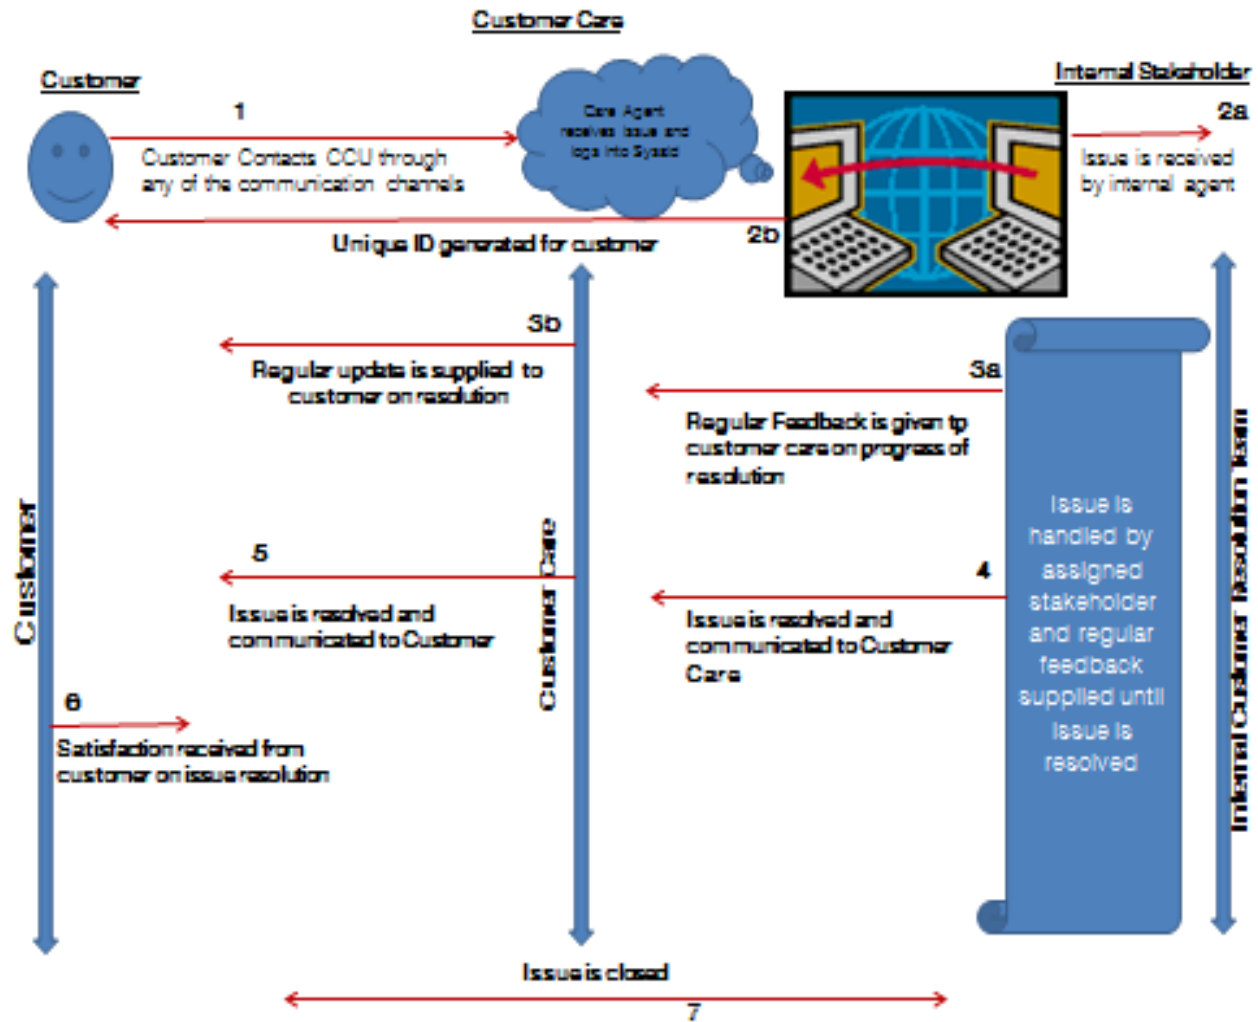 Customer Care
Customer
Internal Stakeholder
1
2a
Care Agent
receives Issue and
logs into Sysaid
Customer Contacts CCU through
any of the communication channels
Issue is received
by internal agent
2b
Unique ID generated for customer
3b
Regular update is supplied to
customer on resolution
3a
Regular Feedback is given tp
customer care on progress of
resolution
Issue is
handled by
assigned
stakeholder
and regular
feedback
supplied until
Issue is
resolved
5
Issue is resolved and
communicated to Customer
4
Issue is resolved and
communicated to Customer
Care
6
Satisfaction received from
customer on issue resolution
Customer
Customer Care
Internal Customer Resolution Team
Issue is closed
7